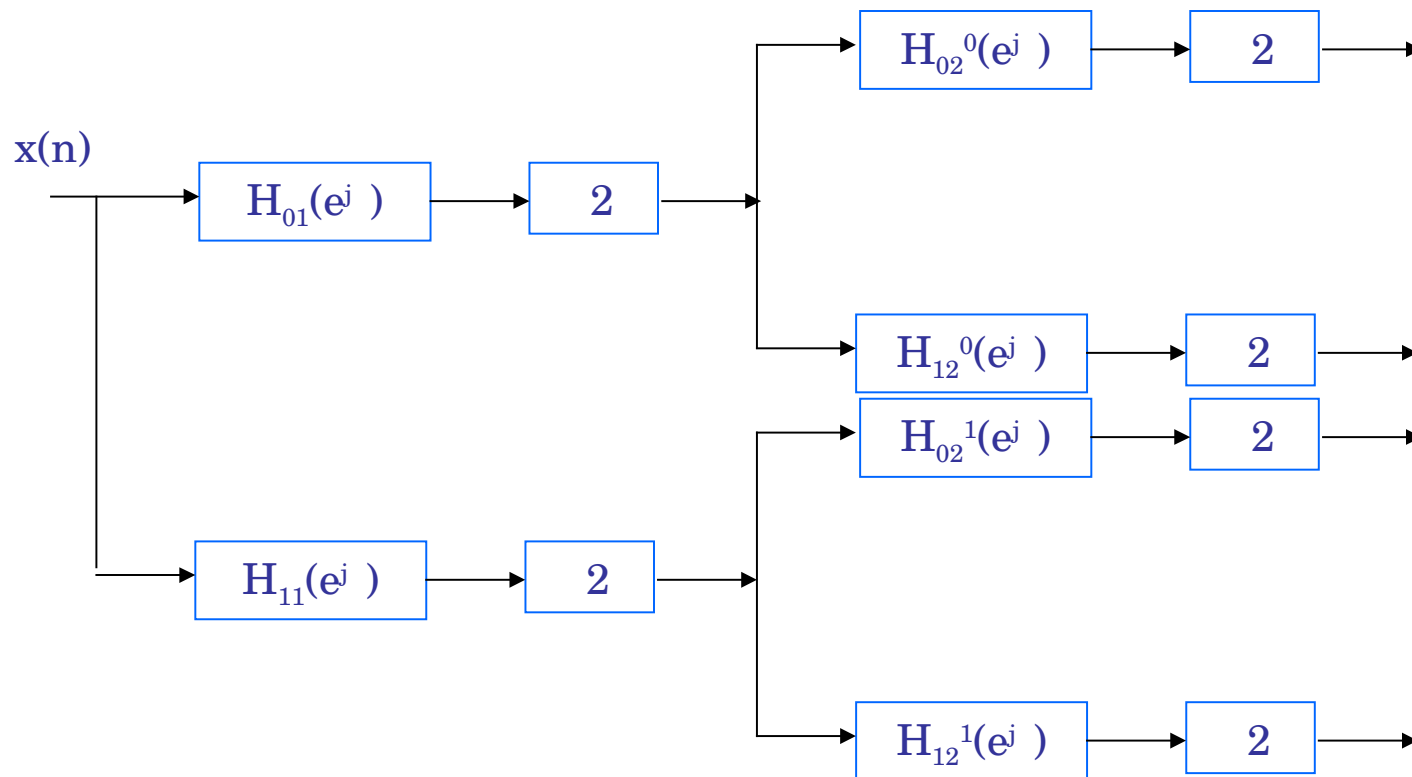 H₀₂⁰(eʲ ) 2
x(n)
H₀₁(eʲ ) 2
H₁₂⁰(eʲ ) 2
H₀₂¹(eʲ ) 2
H₁₁(eʲ ) 2
H₁₂¹(eʲ ) 2